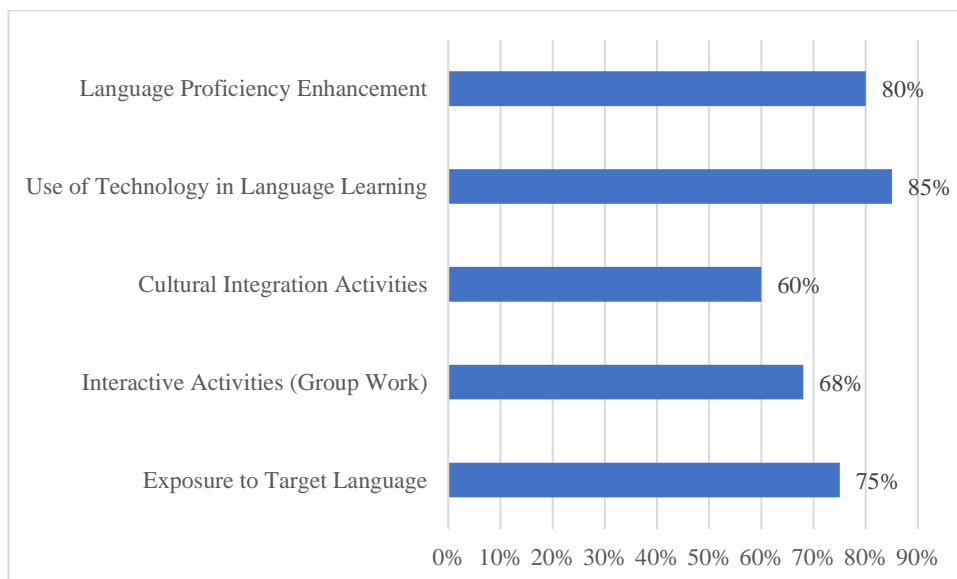 Language Proficiency Enhancement
80%
Use of Technology in Language Learning
85%
Cultural Integration Activities
60%
Interactive Activities (Group Work)
68%
Exposure to Target Language
75%
0% 10% 20% 30% 40% 50% 60% 70% 80% 90%